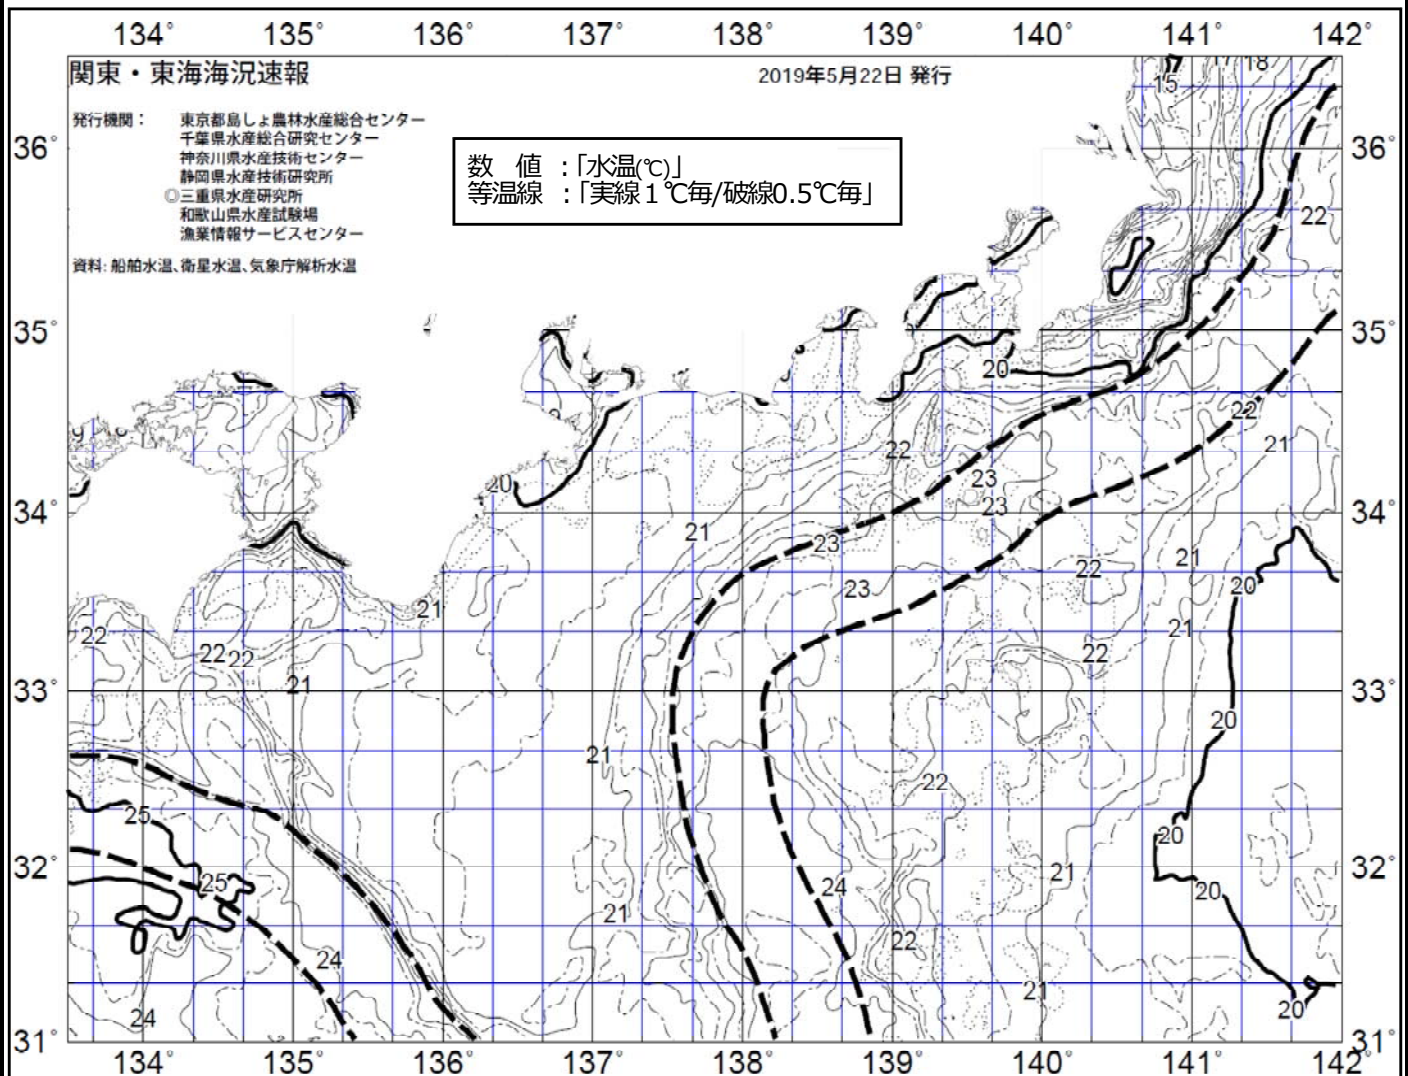 134° 135° 136° 137° 138° 139° 140° 141° 142°
関東・東海海況速報
2019年5月22日 発行
発行機関： 東京都島しょ農林水産総合センター
千葉県水産総合研究センター
神奈川県水産技術センター
静岡県水産技術研究所
◎三重県水産研究所
和歌山県水産試験場
漁業情報サービスセンター
資料: 船舶水温、衛星水温、気象庁解析水温
数　値　:「水温(℃)」
等温線　:「実線１℃毎/破線0.5℃毎」
17 18
15
36° 36°
22
35° 35°
20
22
22 21
23
20 23
34° 34°
21 23
21
22 20
23
21
22 21
22 22 22
21
33° 33°
20
21
22
25
20
32° 32°
21
25 24 20
21
22
24
21
20
24
31° 31°
134° 135° 136° 137° 138° 139° 140° 141° 142°